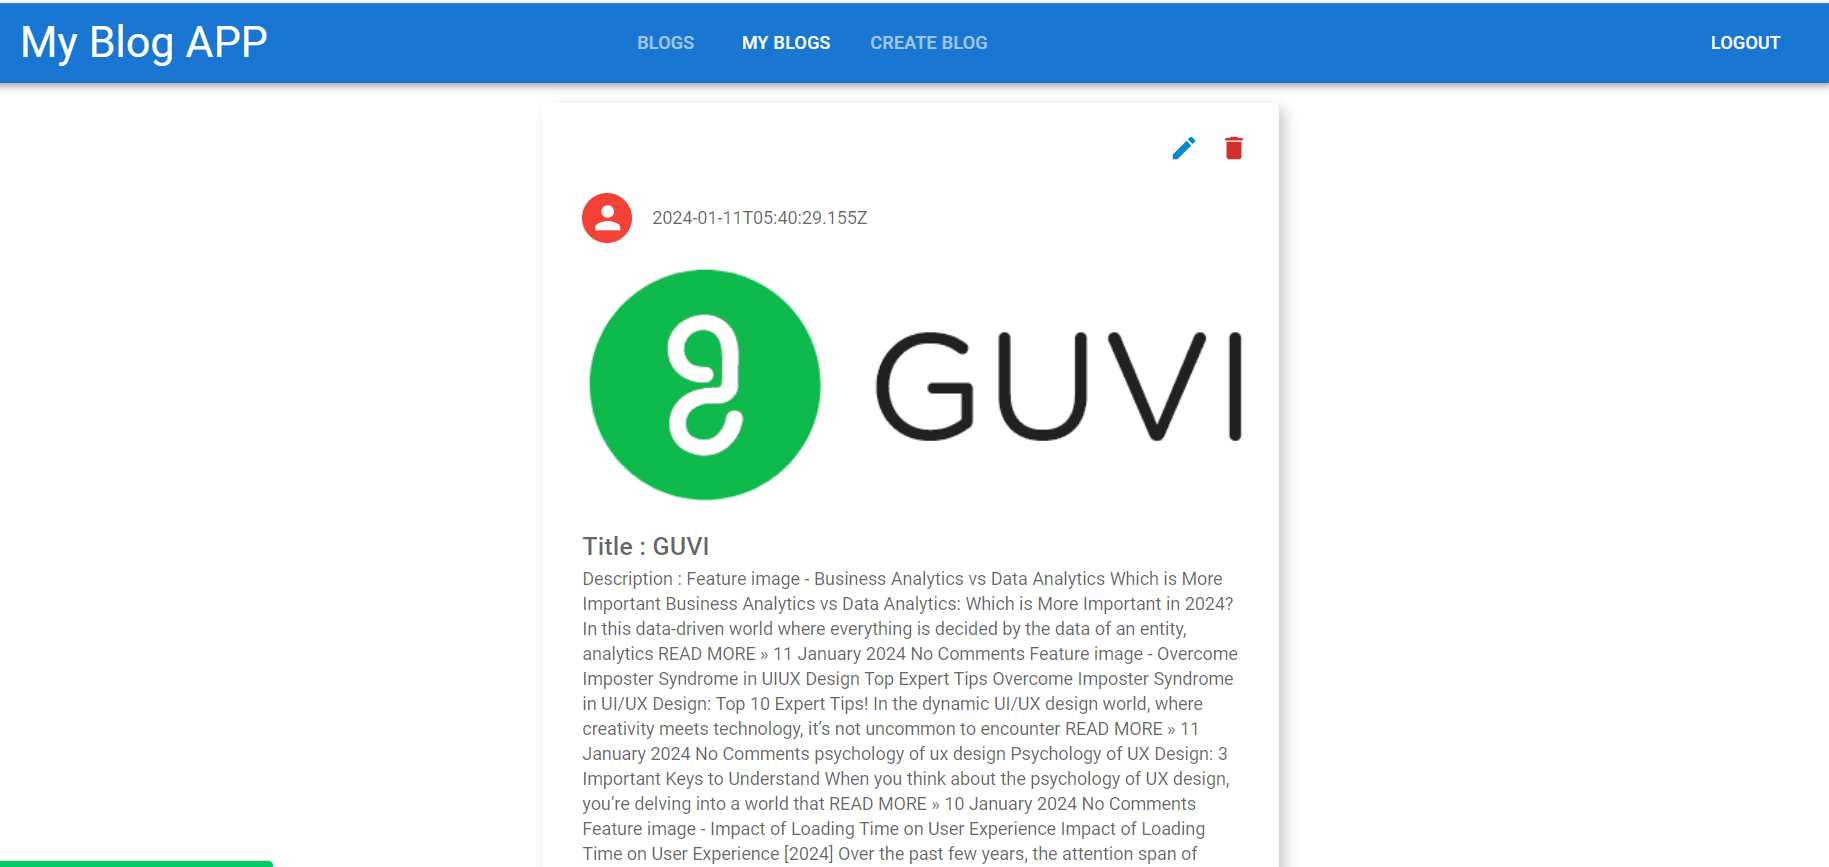 My Blog APP
BLOGS
MY BLOGS
CREATE BLOG
LOGOUT
2024-01-11T05:40:29.155Z
GUVI
Title : GUVI
Description : Feature image - Business Analytics vs Data Analytics Which is More
Important Business Analytics vs Data Analytics: Which is More Important in 2024?
In this data-driven world where everything is decided by the data of an entity,
analytics READ MORE » 11 January 2024 No Comments Feature image - Overcome
Imposter Syndrome in UIUX Design Top Expert Tips Overcome Imposter Syndrome
in UI/UX Design: Top 10 Expert Tips! In the dynamic UI/UX design world, where
creativity meets technology, it’s not uncommon to encounter READ MORE » 11
January 2024 No Comments psychology of ux design Psychology of UX Design: 3
Important Keys to Understand When you think about the psychology of UX design,
you’re delving into a world that READ MORE » 10 January 2024 No Comments
Feature image - Impact of Loading Time on User Experience Impact of Loading
Time on User Experience [2024] Over the past few years, the attention span of